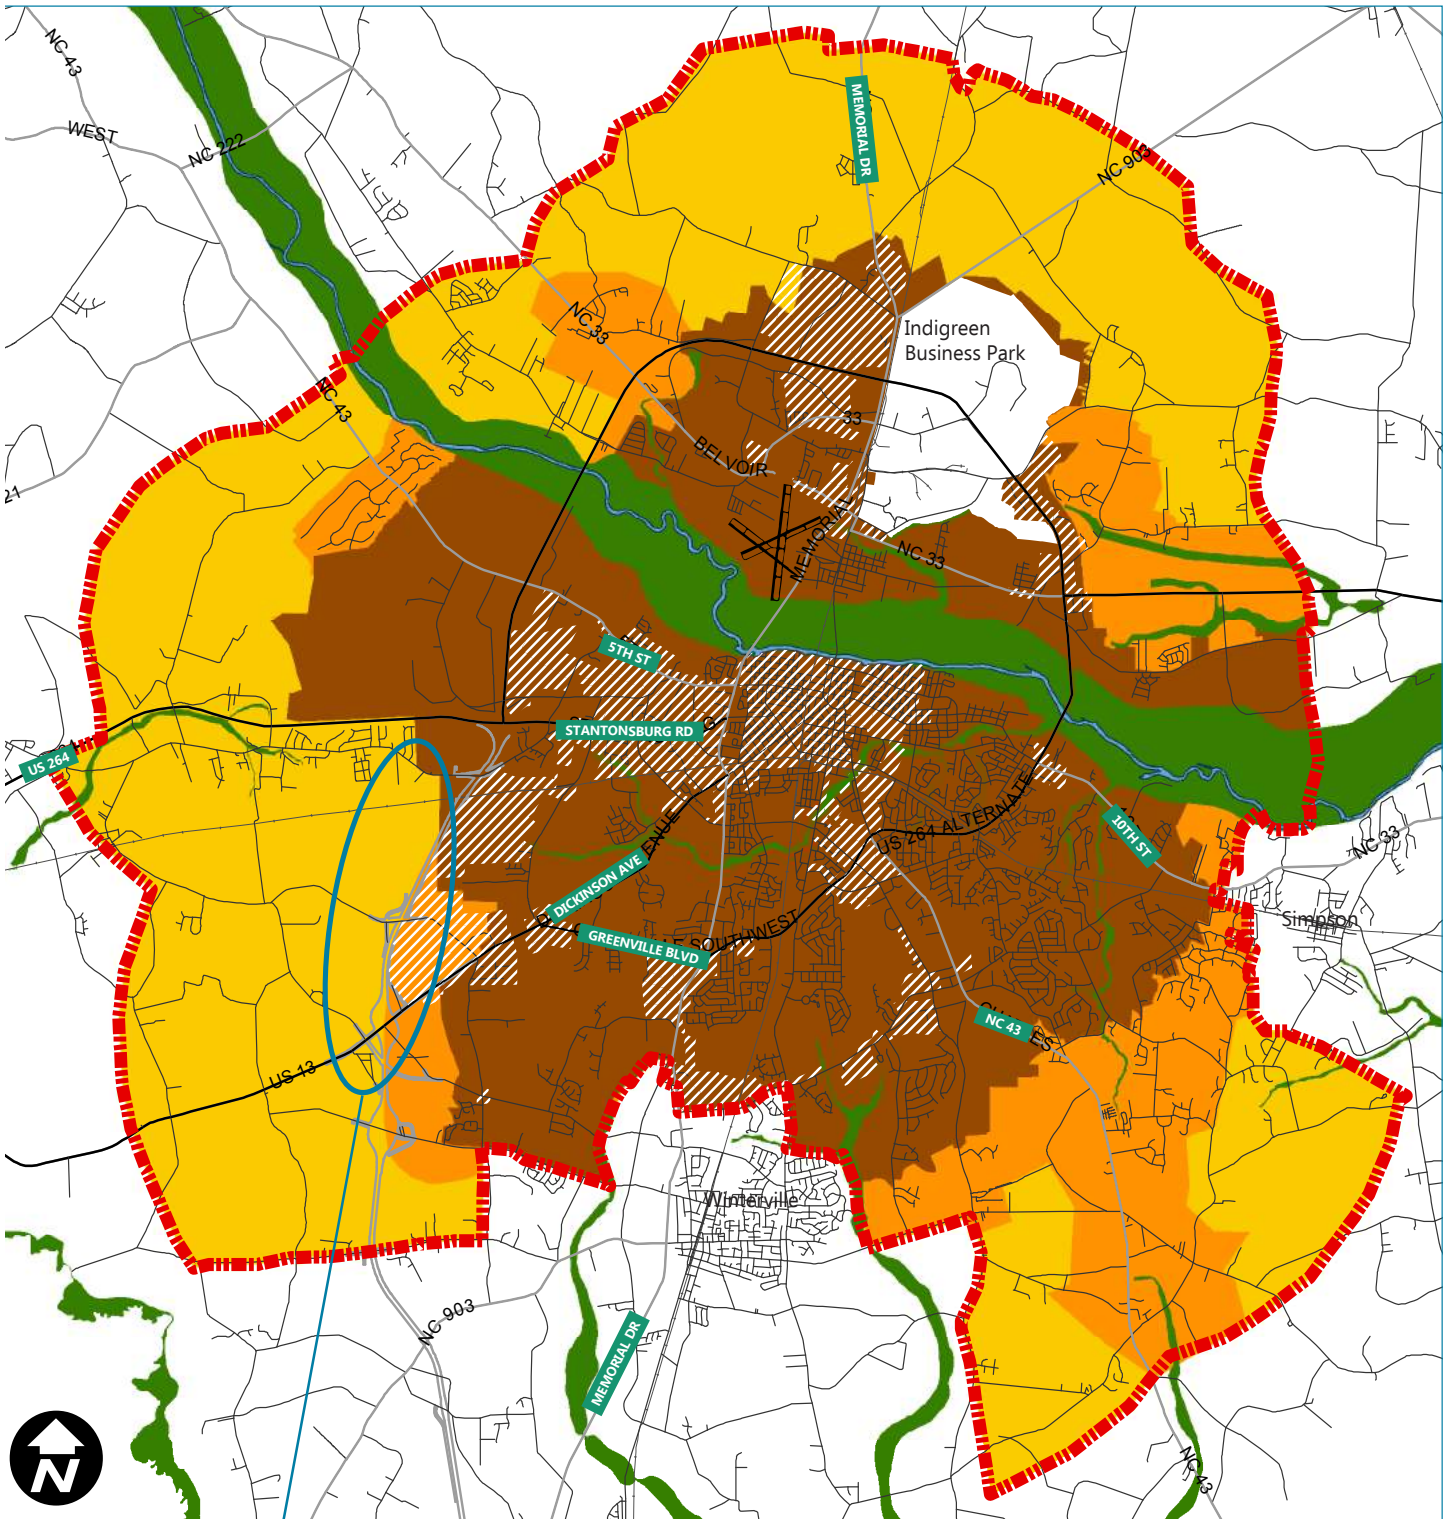 NC 43
WEST
NC 222
MEMORIAL DR
NC 903
NC 33
Indigreen
Business Park
NC 43
33
BELVOIR
21
MEMORIAL
NC 33
5TH ST
STANTONSBURG RD
G
US 264
10TH ST
US 264 ALTERNATE
NC 33
ENUE
DICKINSON AVE
D
GREENVILLE BLVD
E SOUTHWEST
Simpson
NC 43
CHARLES
US 13
Winterville
NC 903
MEMORIAL DR
NC 43
N